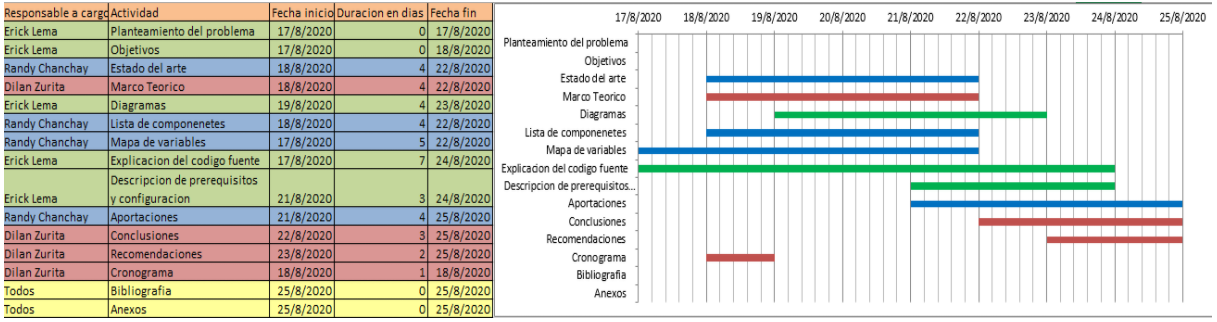 Responsable a cargo Actividad Fecha inicio Duracion en dias Fecha fin
Erick Lema Planteamiento del problema 17/8/2020 0 17/8/2020
Erick Lema Objetivos 17/8/2020 0 18/8/2020
Randy Chanchay Estado del arte 18/8/2020 4 22/8/2020
Dilan Zurita Marco Teorico 18/8/2020 4 22/8/2020
Erick Lema Diagramas 19/8/2020 4 23/8/2020
Randy Chanchay Lista de componenetes 18/8/2020 4 22/8/2020
Randy Chanchay Mapa de variables 17/8/2020 5 22/8/2020
Erick Lema Explicacion del codigo fuente 17/8/2020 7 24/8/2020
Descripcion de prerequisitos
Erick Lema y configuracion 21/8/2020 3 24/8/2020
Randy Chanchay Aportaciones 21/8/2020 4 25/8/2020
Dilan Zurita Conclusiones 22/8/2020 3 25/8/2020
Dilan Zurita Recomendaciones 23/8/2020 2 25/8/2020
Dilan Zurita Cronograma 18/8/2020 1 18/8/2020
Todos Bibliografia 25/8/2020 0 25/8/2020
Todos Anexos 25/8/2020 0 25/8/2020
17/8/2020 18/8/2020 19/8/2020 20/8/2020 21/8/2020 22/8/2020 23/8/2020 24/8/2020 25/8/2020
Planteamiento del problema
Objetivos
Estado del arte
Marco Teorico
Diagramas
Lista de componenetes
Mapa de variables
Explicacion del codigo fuente
Descripcion de prerequisitos...
Aportaciones
Conclusiones
Recomendaciones
Cronograma
Bibliografia
Anexos